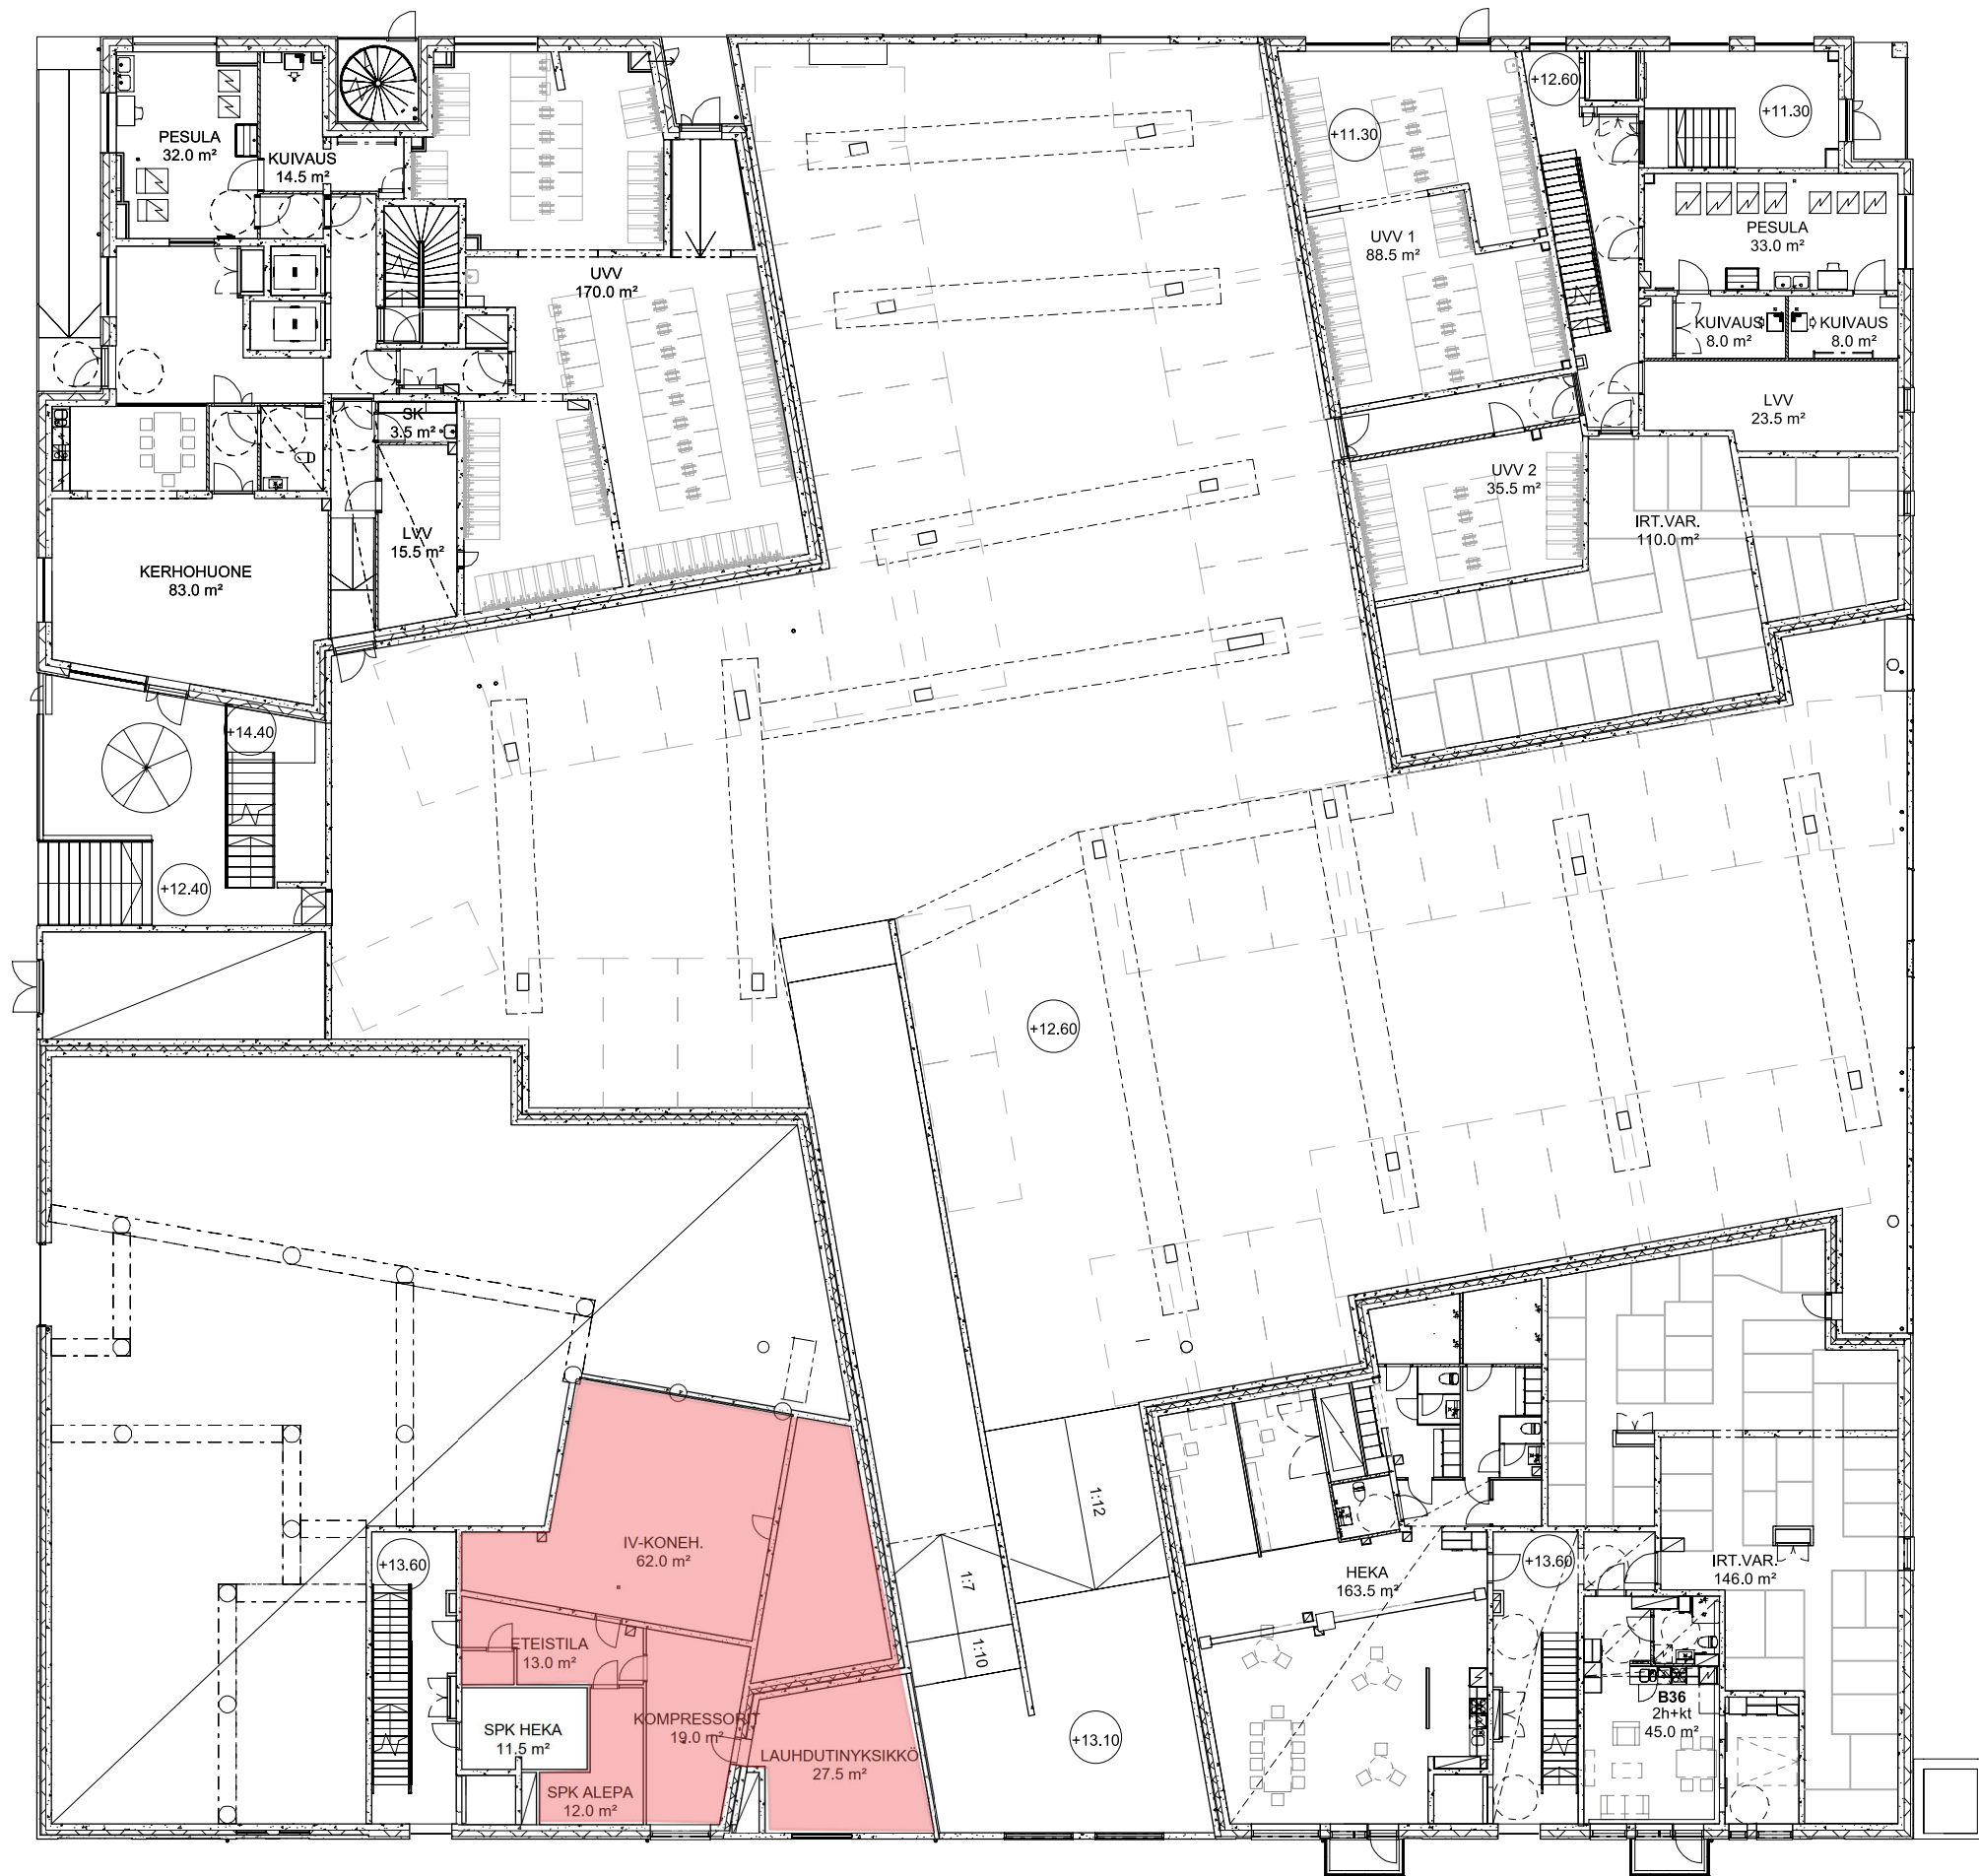 +12.60
+11.30
+11.30
PESULA
32.0 m²
KUIVAUS
14.5 m²
PESULA
33.0 m²
UVV 1
88.5 m²
UVV
170.0 m²
KUIVAUS
8.0 m²
KUIVAUS
8.0 m²
LVV
23.5 m²
SK
3.5 m²
UVV 2
35.5 m²
IRT.VAR.
110.0 m²
LVV
15.5 m²
KERHOHUONE
83.0 m²
+14.40
+12.40
+12.60
1:12
IV-KONEH.
62.0 m²
+13.60
+13.60
HEKA
163.5 m²
IRT.VAR.
146.0 m²
1:7
1:10
ETEISTILA
13.0 m²
B36
2h+kt
45.0 m²
SPK HEKA
11.5 m²
KOMPRESSORIT
19.0 m²
+13.10
LAUHDUTINYKSIKKÖ
27.5 m²
SPK ALEPA
12.0 m²